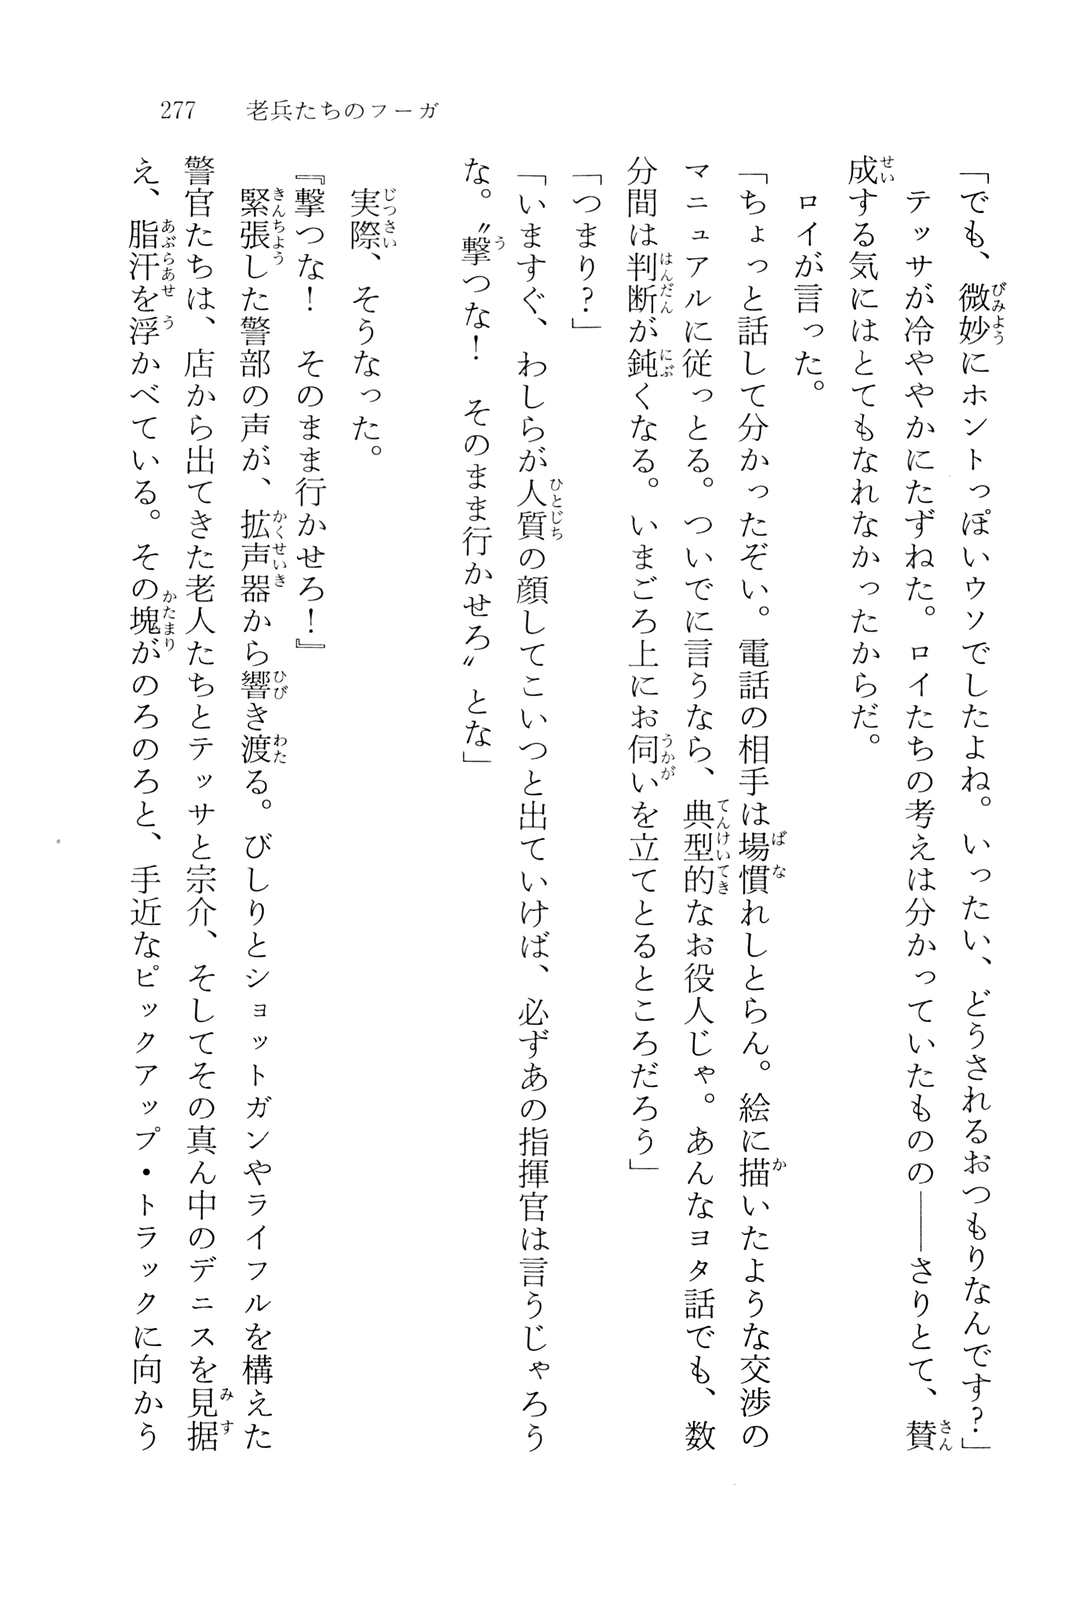 277　老兵たちのフーガ
「でも、微妙にホントっぽいウソでしたよね。いったい、どうされるおつもりなんです？」
　テッサが冷ややかにたずねた。ロイたちの考えは分かっていたものの――さりとて、賛
成する気にはとてもなれなかったからだ。
　ロイが言った。
「ちょっと話して分かったぞい。電話の相手は場慣れしとらん。絵に描いたような交渉の
マニュアルに従っとる。ついでに言うなら、典型的なお役人じゃ。あんなヨタ話でも、数
分間は判断が鈍くなる。いまごろ上にお伺いを立てとるところだろう」
「つまり？」
「いますぐ、わしらが人質の顔してこいつと出ていけば、必ずあの指揮官は言うじゃろう
な。〝撃つな！　そのまま行かせろ〟とな」
　実際、そうなった。
『撃つな！　そのまま行かせろ！』
　緊張した警部の声が、拡声器から響き渡る。びしりとショットガンやライフルを構えた
警官たちは、店から出てきた老人たちとテッサと宗介、そしてその真ん中のデニスを見据
え、脂汗を浮かべている。その塊がのろのろと、手近なピックアップ・トラックに向かう